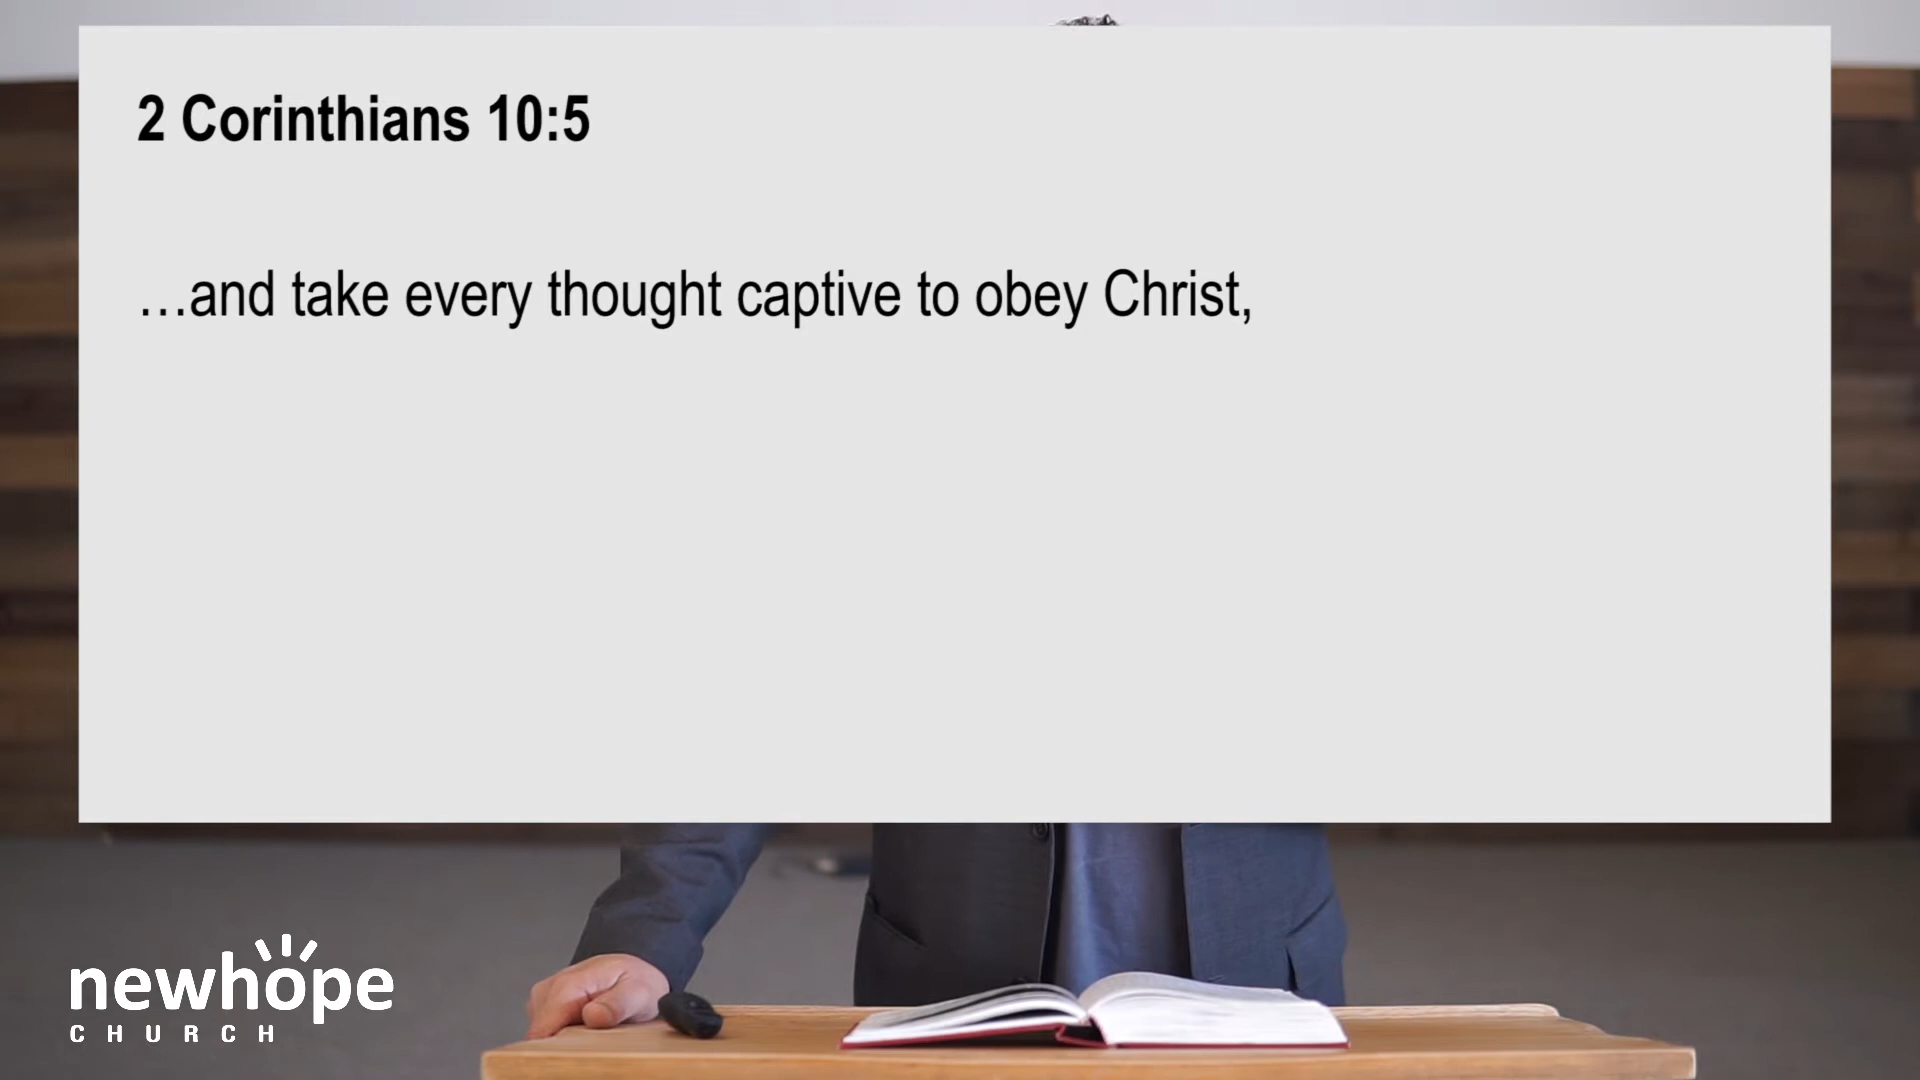 2 Corinthians 10:5
…and take every thought captive to obey Christ,
newhope
CHURCH